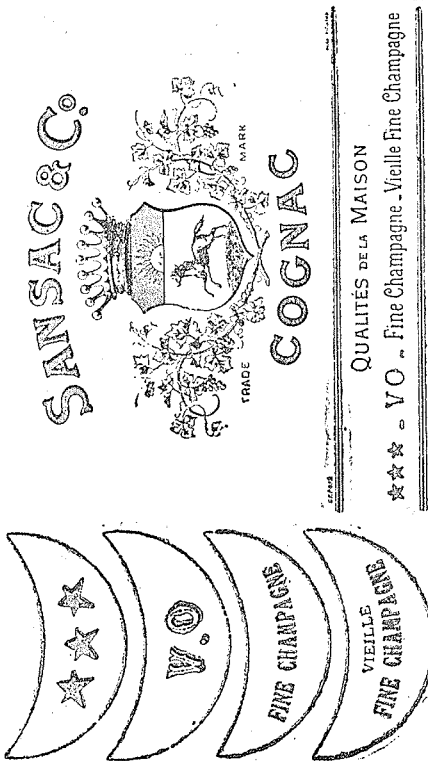 SANSAC & Co.
TRADE MARK
COGNAC
QUALITÉS DE LA MAISON
☆☆☆ - VO - Fine Champagne - Vieille Fine Champagne
★★★
V.O
FINE CHAMPAGNE
VIEILLE
FINE CHAMPAGNE